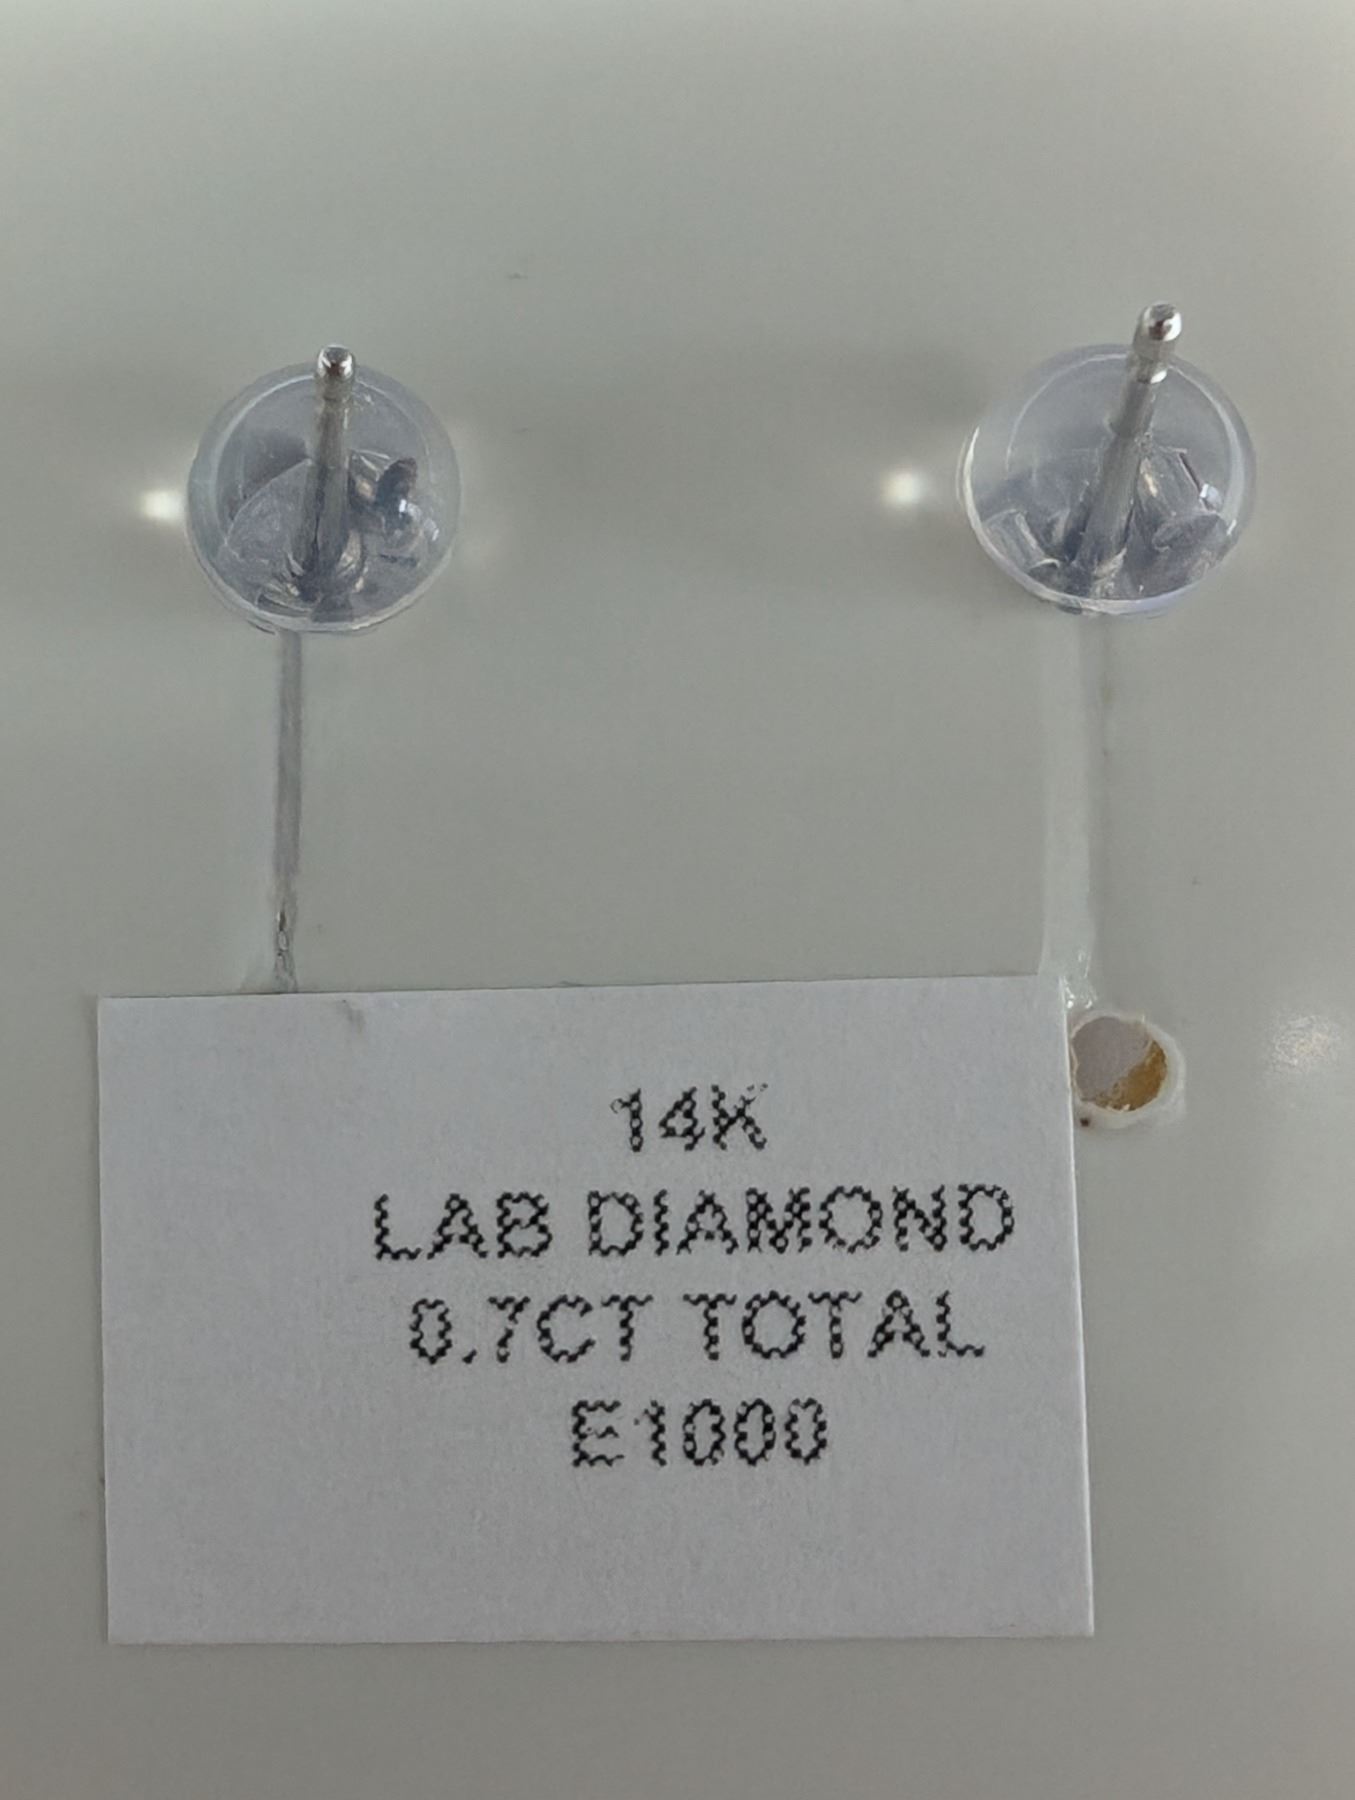 14K
LAB DIAMOND
0.7CT TOTAL
E1000